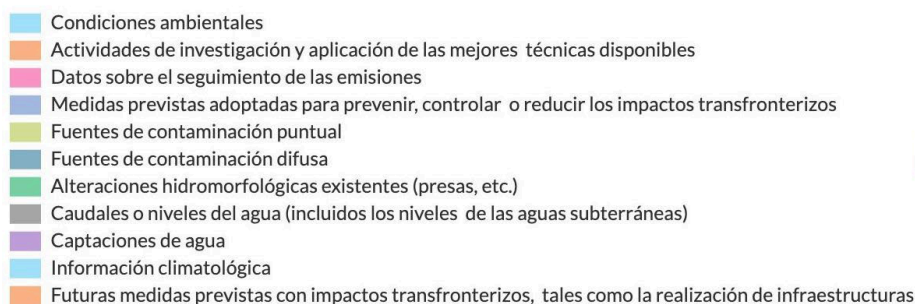 Condiciones ambientales
Actividades de investigación y aplicación de las mejores técnicas disponibles
Datos sobre el seguimiento de las emisiones
Medidas previstas adoptadas para prevenir, controlar o reducir los impactos transfronterizos
Fuentes de contaminación puntual
Fuentes de contaminación difusa
Alteraciones hidromorfológicas existentes (presas, etc.)
Caudales o niveles del agua (incluidos los niveles de las aguas subterráneas)
Captaciones de agua
Información climatológica
Futuras medidas previstas con impactos transfronterizos, tales como la realización de infraestructuras